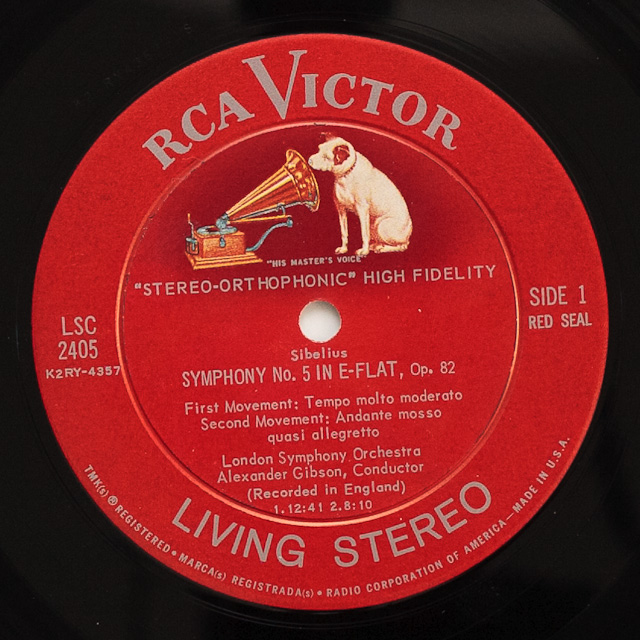 RCA VICTOR
"HIS MASTER'S VOICE"
"STEREO-ORTHOPHONIC" HIGH FIDELITY
LSC
2405
K2RY-4357
SIDE 1
RED SEAL
Sibelius
SYMPHONY No. 5 IN E-FLAT, Op. 82
First Movement: Tempo molto moderato
Second Movement: Andante mosso
quasi allegretto
London Symphony Orchestra
Alexander Gibson, Conductor
(Recorded in England)
1.12:41 2.8:10
LIVING STEREO
TMK(s) ® REGISTERED • MARCA(s) REGISTRADA(s) • RADIO CORPORATION OF AMERICA—MADE IN U.S.A.